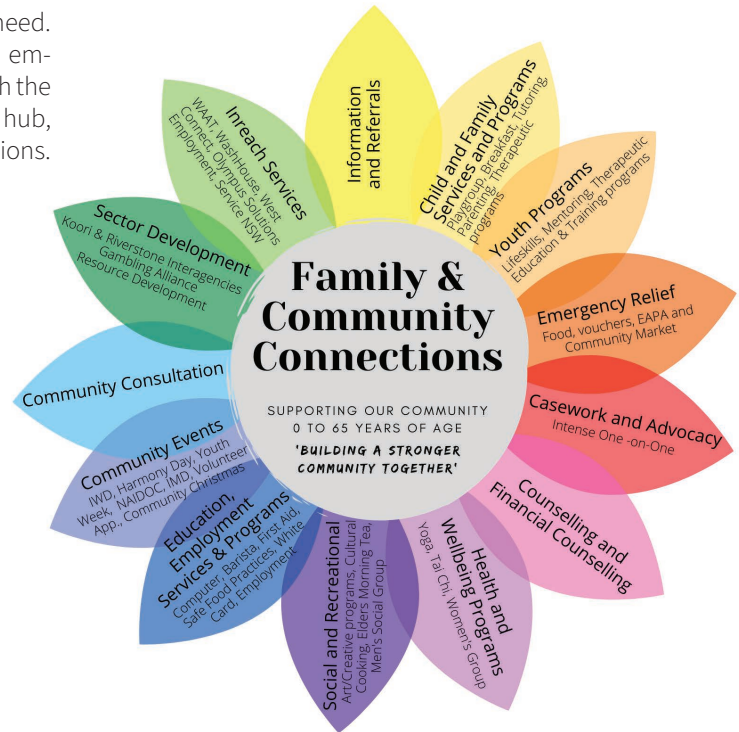 need.
em-
h the
hub,
ions.
Information
and Referrals
Child and Family
Services and Programs
Playgroup, Breakfast, Tutoring,
Parenting, Therapeutic
programs
Youth Programs
Lifeskills, Mentoring, Therapeutic
Education & Training programs
Emergency Relief
Food, vouchers, EAPA and
Community Market
Casework and Advocacy
Intense One -on-One
Counselling and
Financial Counselling
Health and
Wellbeing Programs
Yoga, Tai Chi, Women's Group
Social and Recreational
Art/Creative programs, Cultural
Cooking, Elders Morning Tea,
Men's Social Group
Education,
Employment
Services & Programs
Computer, Barista, First Aid,
Safe Food Practices, White
Card, Employment
Community Events
IWD, Harmony Day, Youth
Week, NAIDOC, IMD, Volunteer
App., Community Christmas
Community Consultation
Sector Development
Koori & Riverstone Interagencies
Gambling Alliance
Resource Development
Inreach Services
WAAT, WashHouse, West
Connect, Olympus Solutions
Employment, Service NSW
Family &
Community
Connections
SUPPORTING OUR COMMUNITY
0 TO 65 YEARS OF AGE
'BUILDING A STRONGER
COMMUNITY TOGETHER'